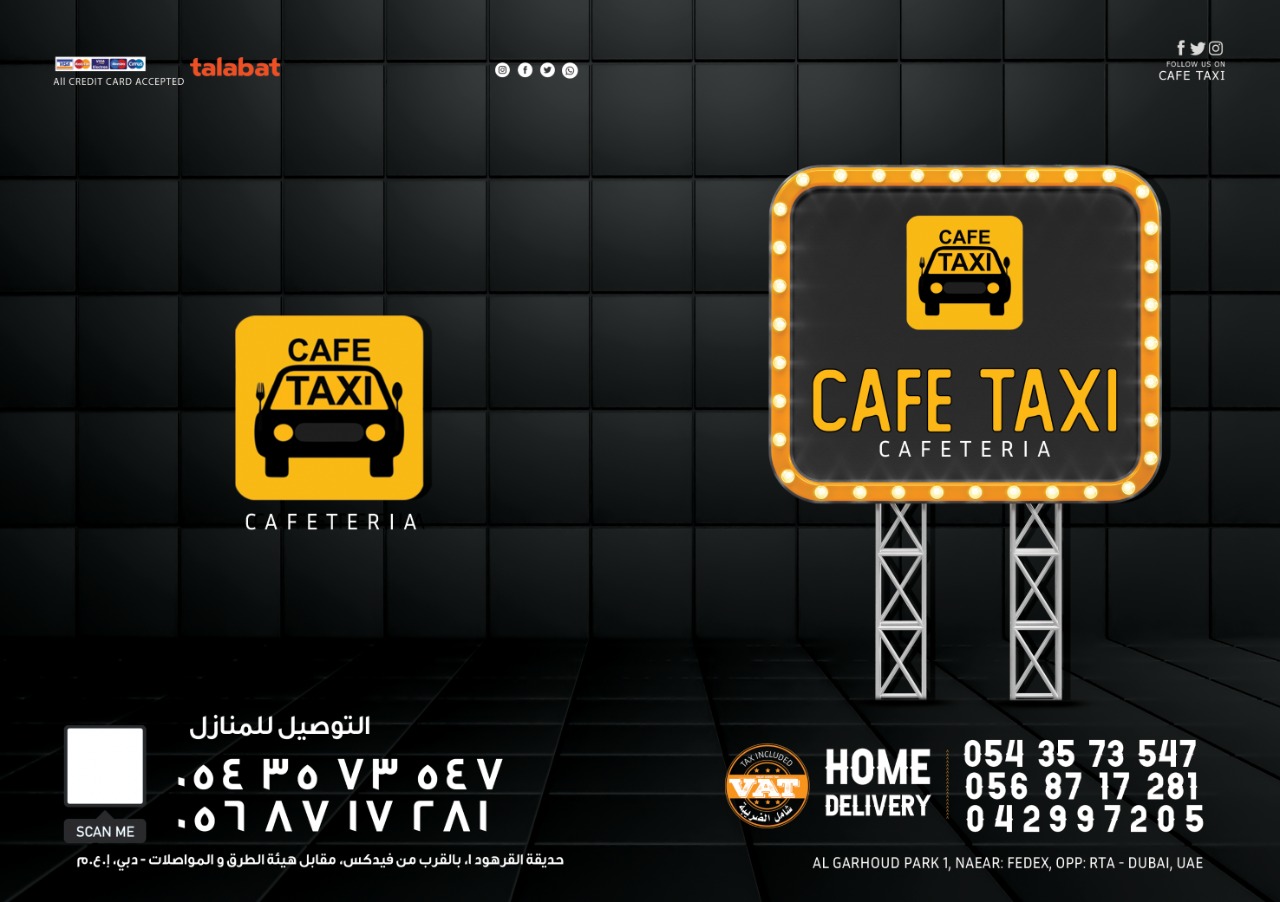 All CREDIT CARD ACCEPTED
talabat
FOLLOW US ON
CAFE TAXI
CAFE
TAXI
CAFETERIA
CAFE
TAXI
CAFE TAXI
CAFETERIA
التوصيل للمنازل
٠٥٤ ٣٥ ٧٣ ٥٤٧
٠٥٦ ٨٧ ١٧ ٢٨١
SCAN ME
حديقة القرهود ١، بالقرب من فيدكس، مقابل هيئة الطرق و المواصلات - دبي، إ.ع.م
TAX INCLUDED
VAT
شامل الضريبة
HOME
DELIVERY
054 35 73 547
056 87 17 281
042997205
AL GARHOUD PARK 1, NAEAR: FEDEX, OPP: RTA - DUBAI, UAE